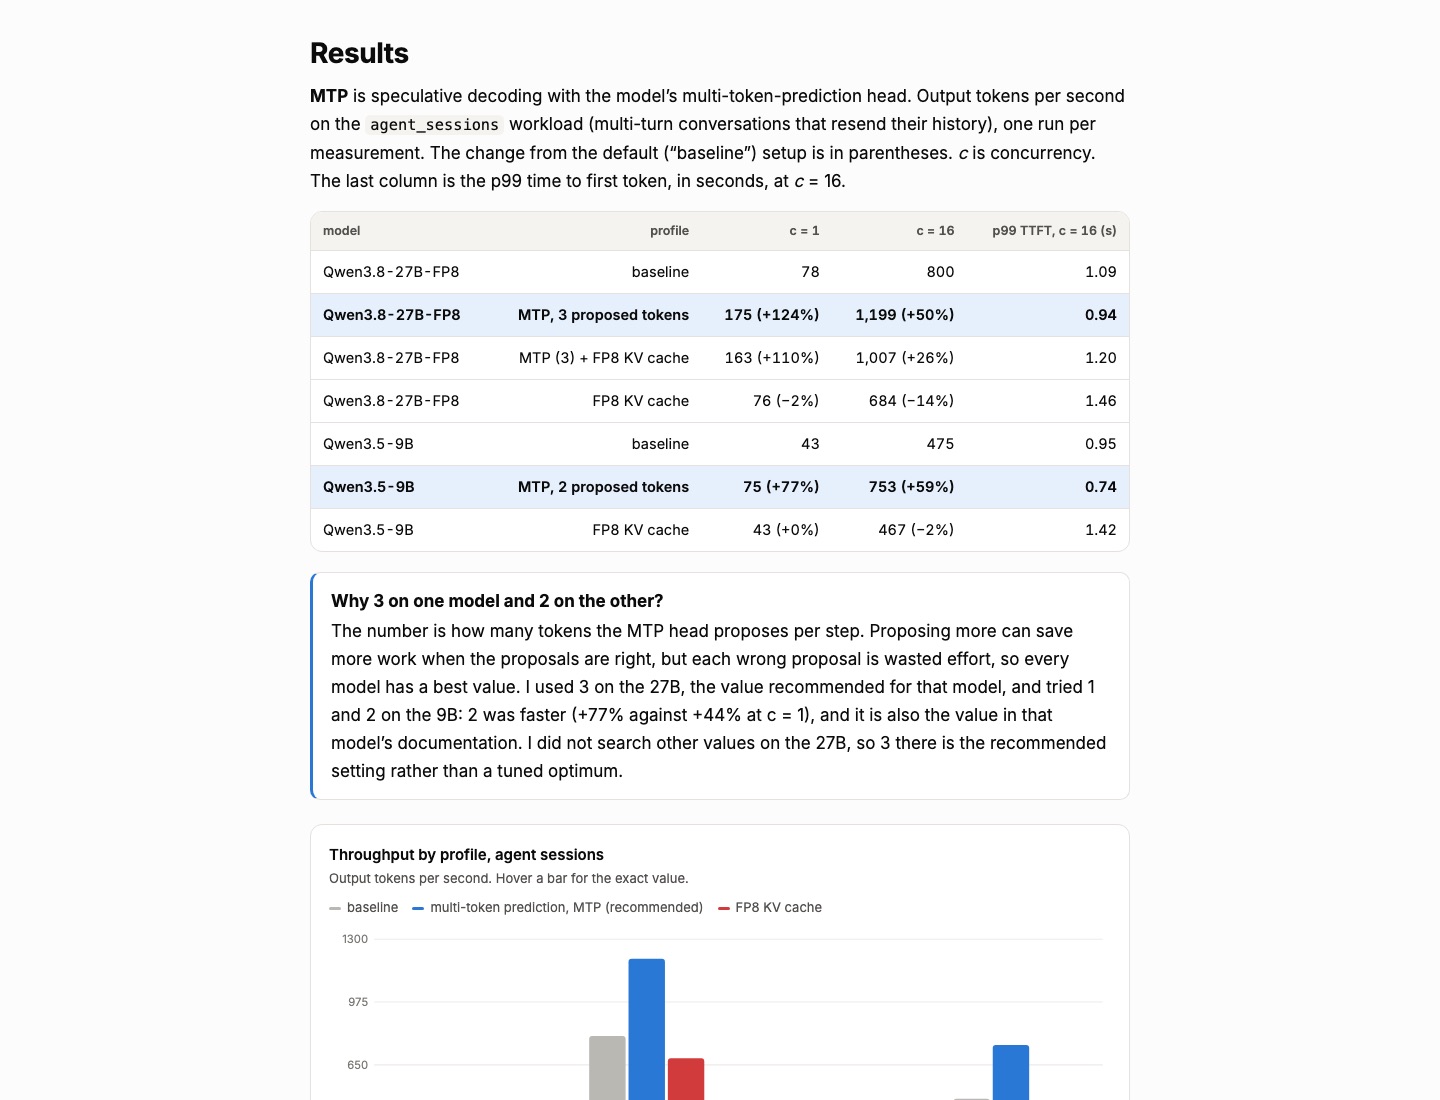 Results
MTP is speculative decoding with the model’s multi-token-prediction head. Output tokens per second
on the agent_sessions workload (multi-turn conversations that resend their history), one run per
measurement. The change from the default (“baseline”) setup is in parentheses. c is concurrency.
The last column is the p99 time to first token, in seconds, at c = 16.
model profile c = 1 c = 16 p99 TTFT, c = 16 (s)
Qwen3.8-27B-FP8 baseline 78 800 1.09
Qwen3.8-27B-FP8 MTP, 3 proposed tokens 175 (+124%) 1,199 (+50%) 0.94
Qwen3.8-27B-FP8 MTP (3) + FP8 KV cache 163 (+110%) 1,007 (+26%) 1.20
Qwen3.8-27B-FP8 FP8 KV cache 76 (−2%) 684 (−14%) 1.46
Qwen3.5-9B baseline 43 475 0.95
Qwen3.5-9B MTP, 2 proposed tokens 75 (+77%) 753 (+59%) 0.74
Qwen3.5-9B FP8 KV cache 43 (+0%) 467 (−2%) 1.42
Why 3 on one model and 2 on the other?
The number is how many tokens the MTP head proposes per step. Proposing more can save
more work when the proposals are right, but each wrong proposal is wasted effort, so every
model has a best value. I used 3 on the 27B, the value recommended for that model, and tried 1
and 2 on the 9B: 2 was faster (+77% against +44% at c = 1), and it is also the value in that
model’s documentation. I did not search other values on the 27B, so 3 there is the recommended
setting rather than a tuned optimum.
Throughput by profile, agent sessions
Output tokens per second. Hover a bar for the exact value.
baseline multi-token prediction, MTP (recommended) FP8 KV cache
1300
975
650